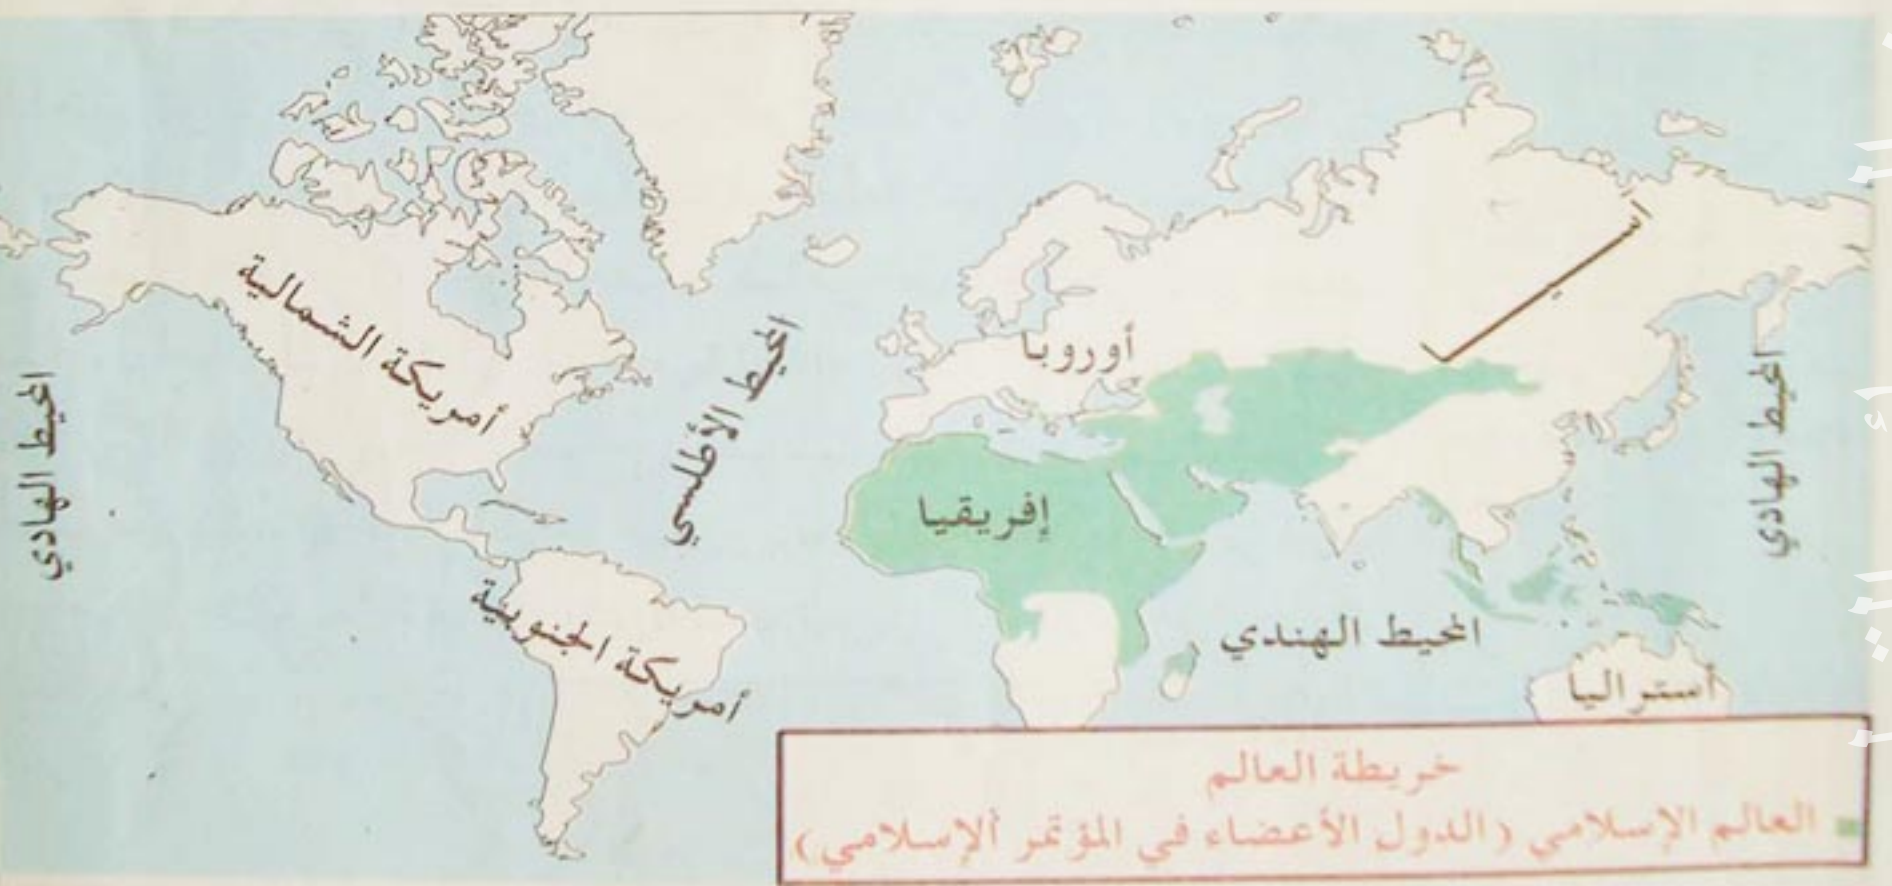 أمريكة الشمالية
المحيط الهادي
المحيط الأطلسي
أوروبا
آسيا
المحيط الهادي
إفريقيا
أمريكة الجنوبية
المحيط الهندي
أستراليا
خريطة العالم
العالم الإسلامي (الدول الأعضاء في المؤتمر الإسلامي)